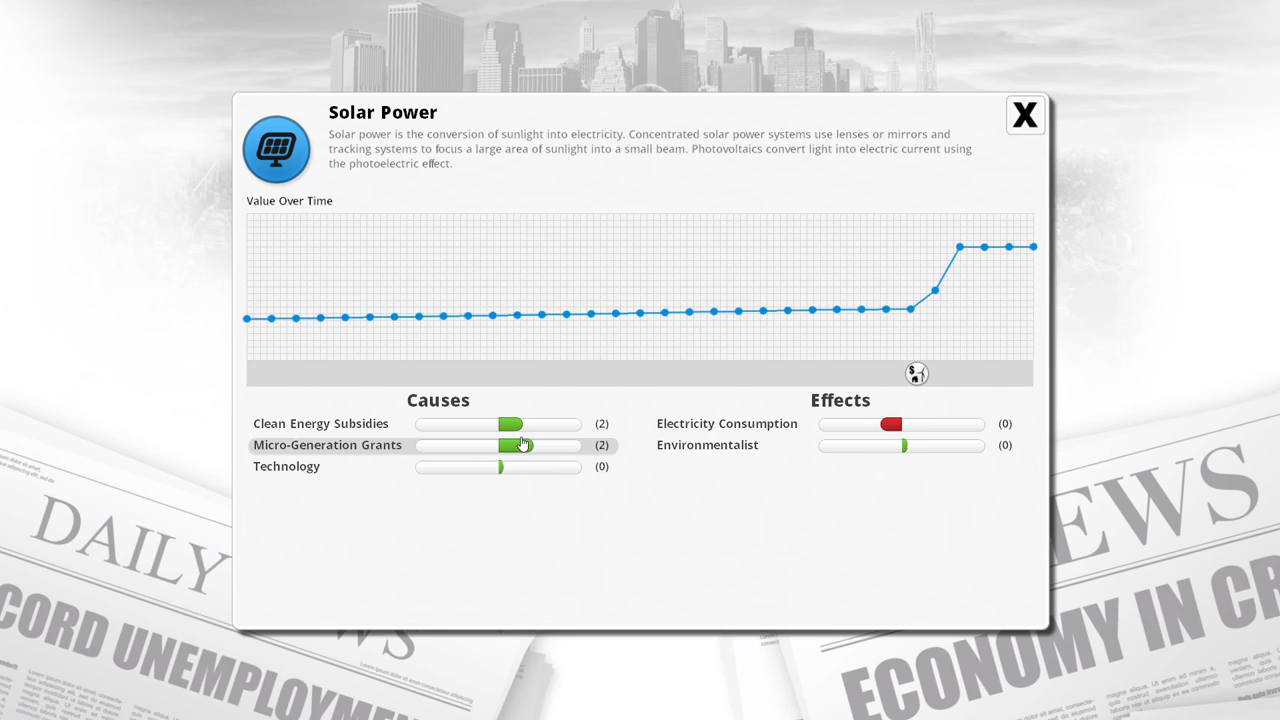 Solar Power
X
Solar power is the conversion of sunlight into electricity. Concentrated solar power systems use lenses or mirrors and
tracking systems to focus a large area of sunlight into a small beam. Photovoltaics convert light into electric current using
the photoelectric effect.
Value Over Time
$
Causes
Clean Energy Subsidies (2)
Micro-Generation Grants (2)
Technology (0)
Effects
Electricity Consumption (0)
Environmentalist (0)
DAILY
WS
CORD UNEMPLOYME
EWS
ECONOMY IN CR